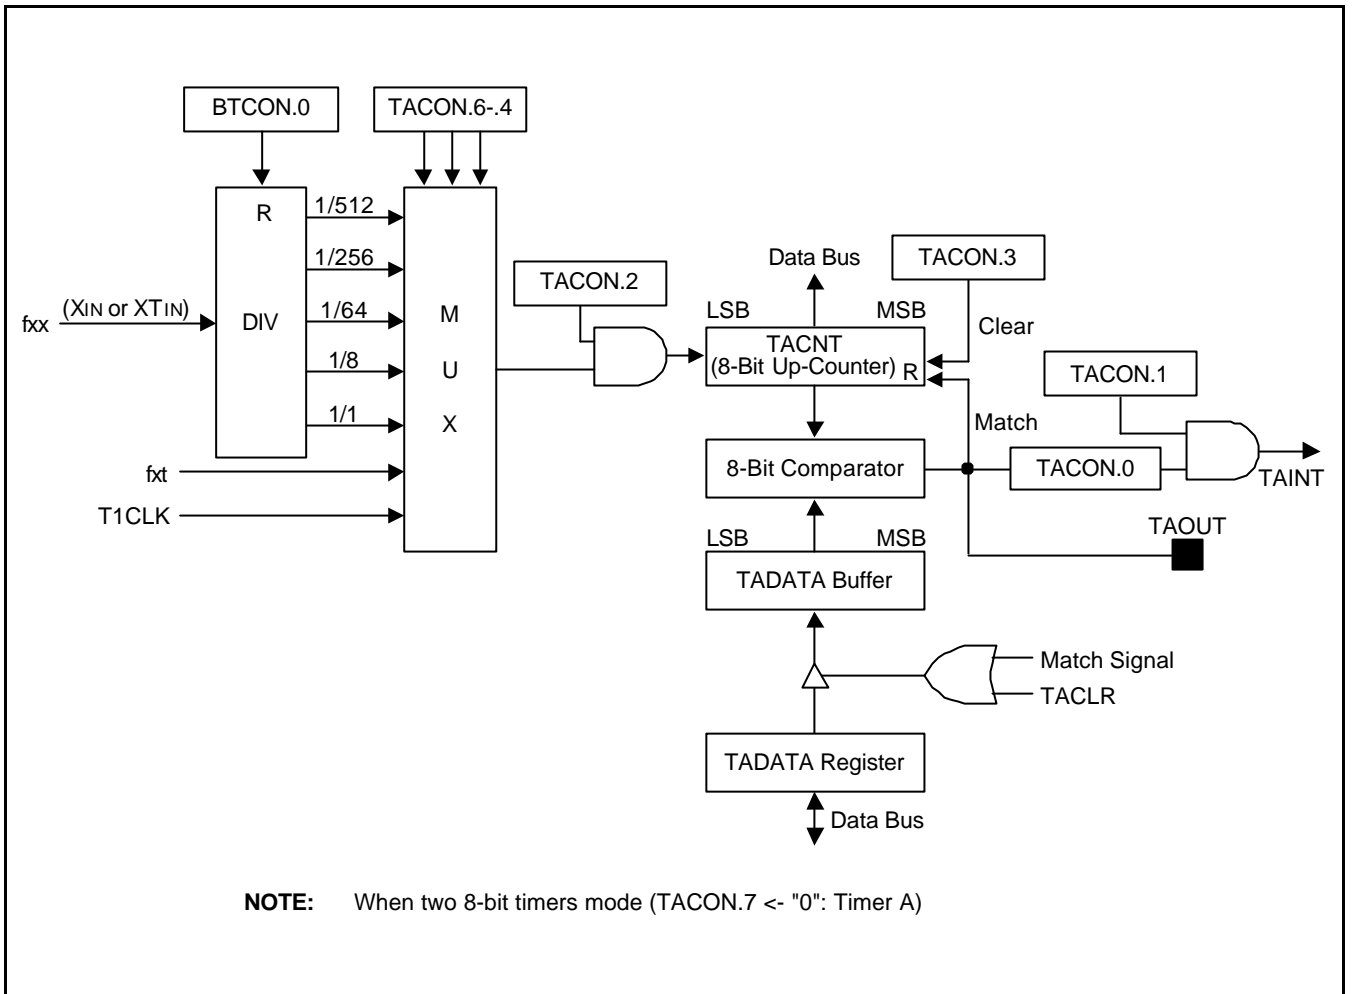 BTCON.0
TACON.6-.4
R
1/512
1/256
1/64
1/8
1/1
fxx
(XIN or XTIN)
DIV
M
U
X
fxt
T1CLK
TACON.2
Data Bus
TACON.3
LSB
MSB
TACNT
(8-Bit Up-Counter)
R
Clear
TACON.1
Match
8-Bit Comparator
TACON.0
TAINT
TAOUT
LSB
MSB
TADATA Buffer
Match Signal
TACLR
TADATA Register
Data Bus
NOTE: When two 8-bit timers mode (TACON.7 <- "0": Timer A)